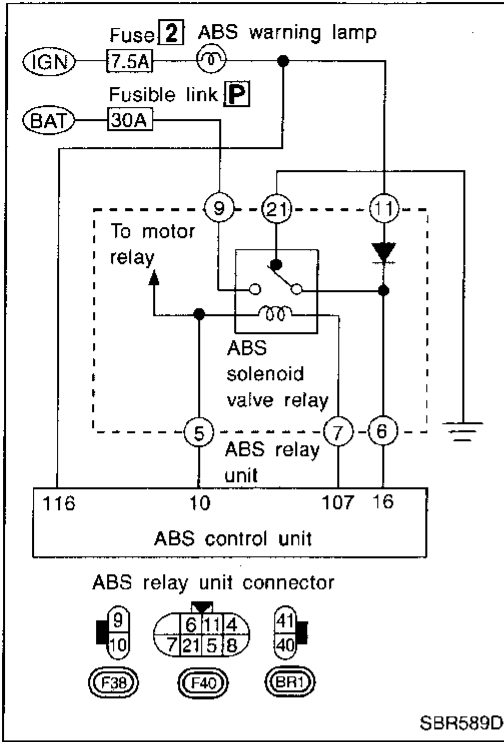 Fuse 2 ABS warning lamp
IGN 7.5A
Fusible link P
BAT 30A
9 21 11
To motor
relay
ABS
solenoid
valve relay
5 7 6
ABS relay
unit
116 10 107 16
ABS control unit
ABS relay unit connector
9 6 11 4 41
10 7 21 5 8 40
F38 F40 BR1
SBR589D